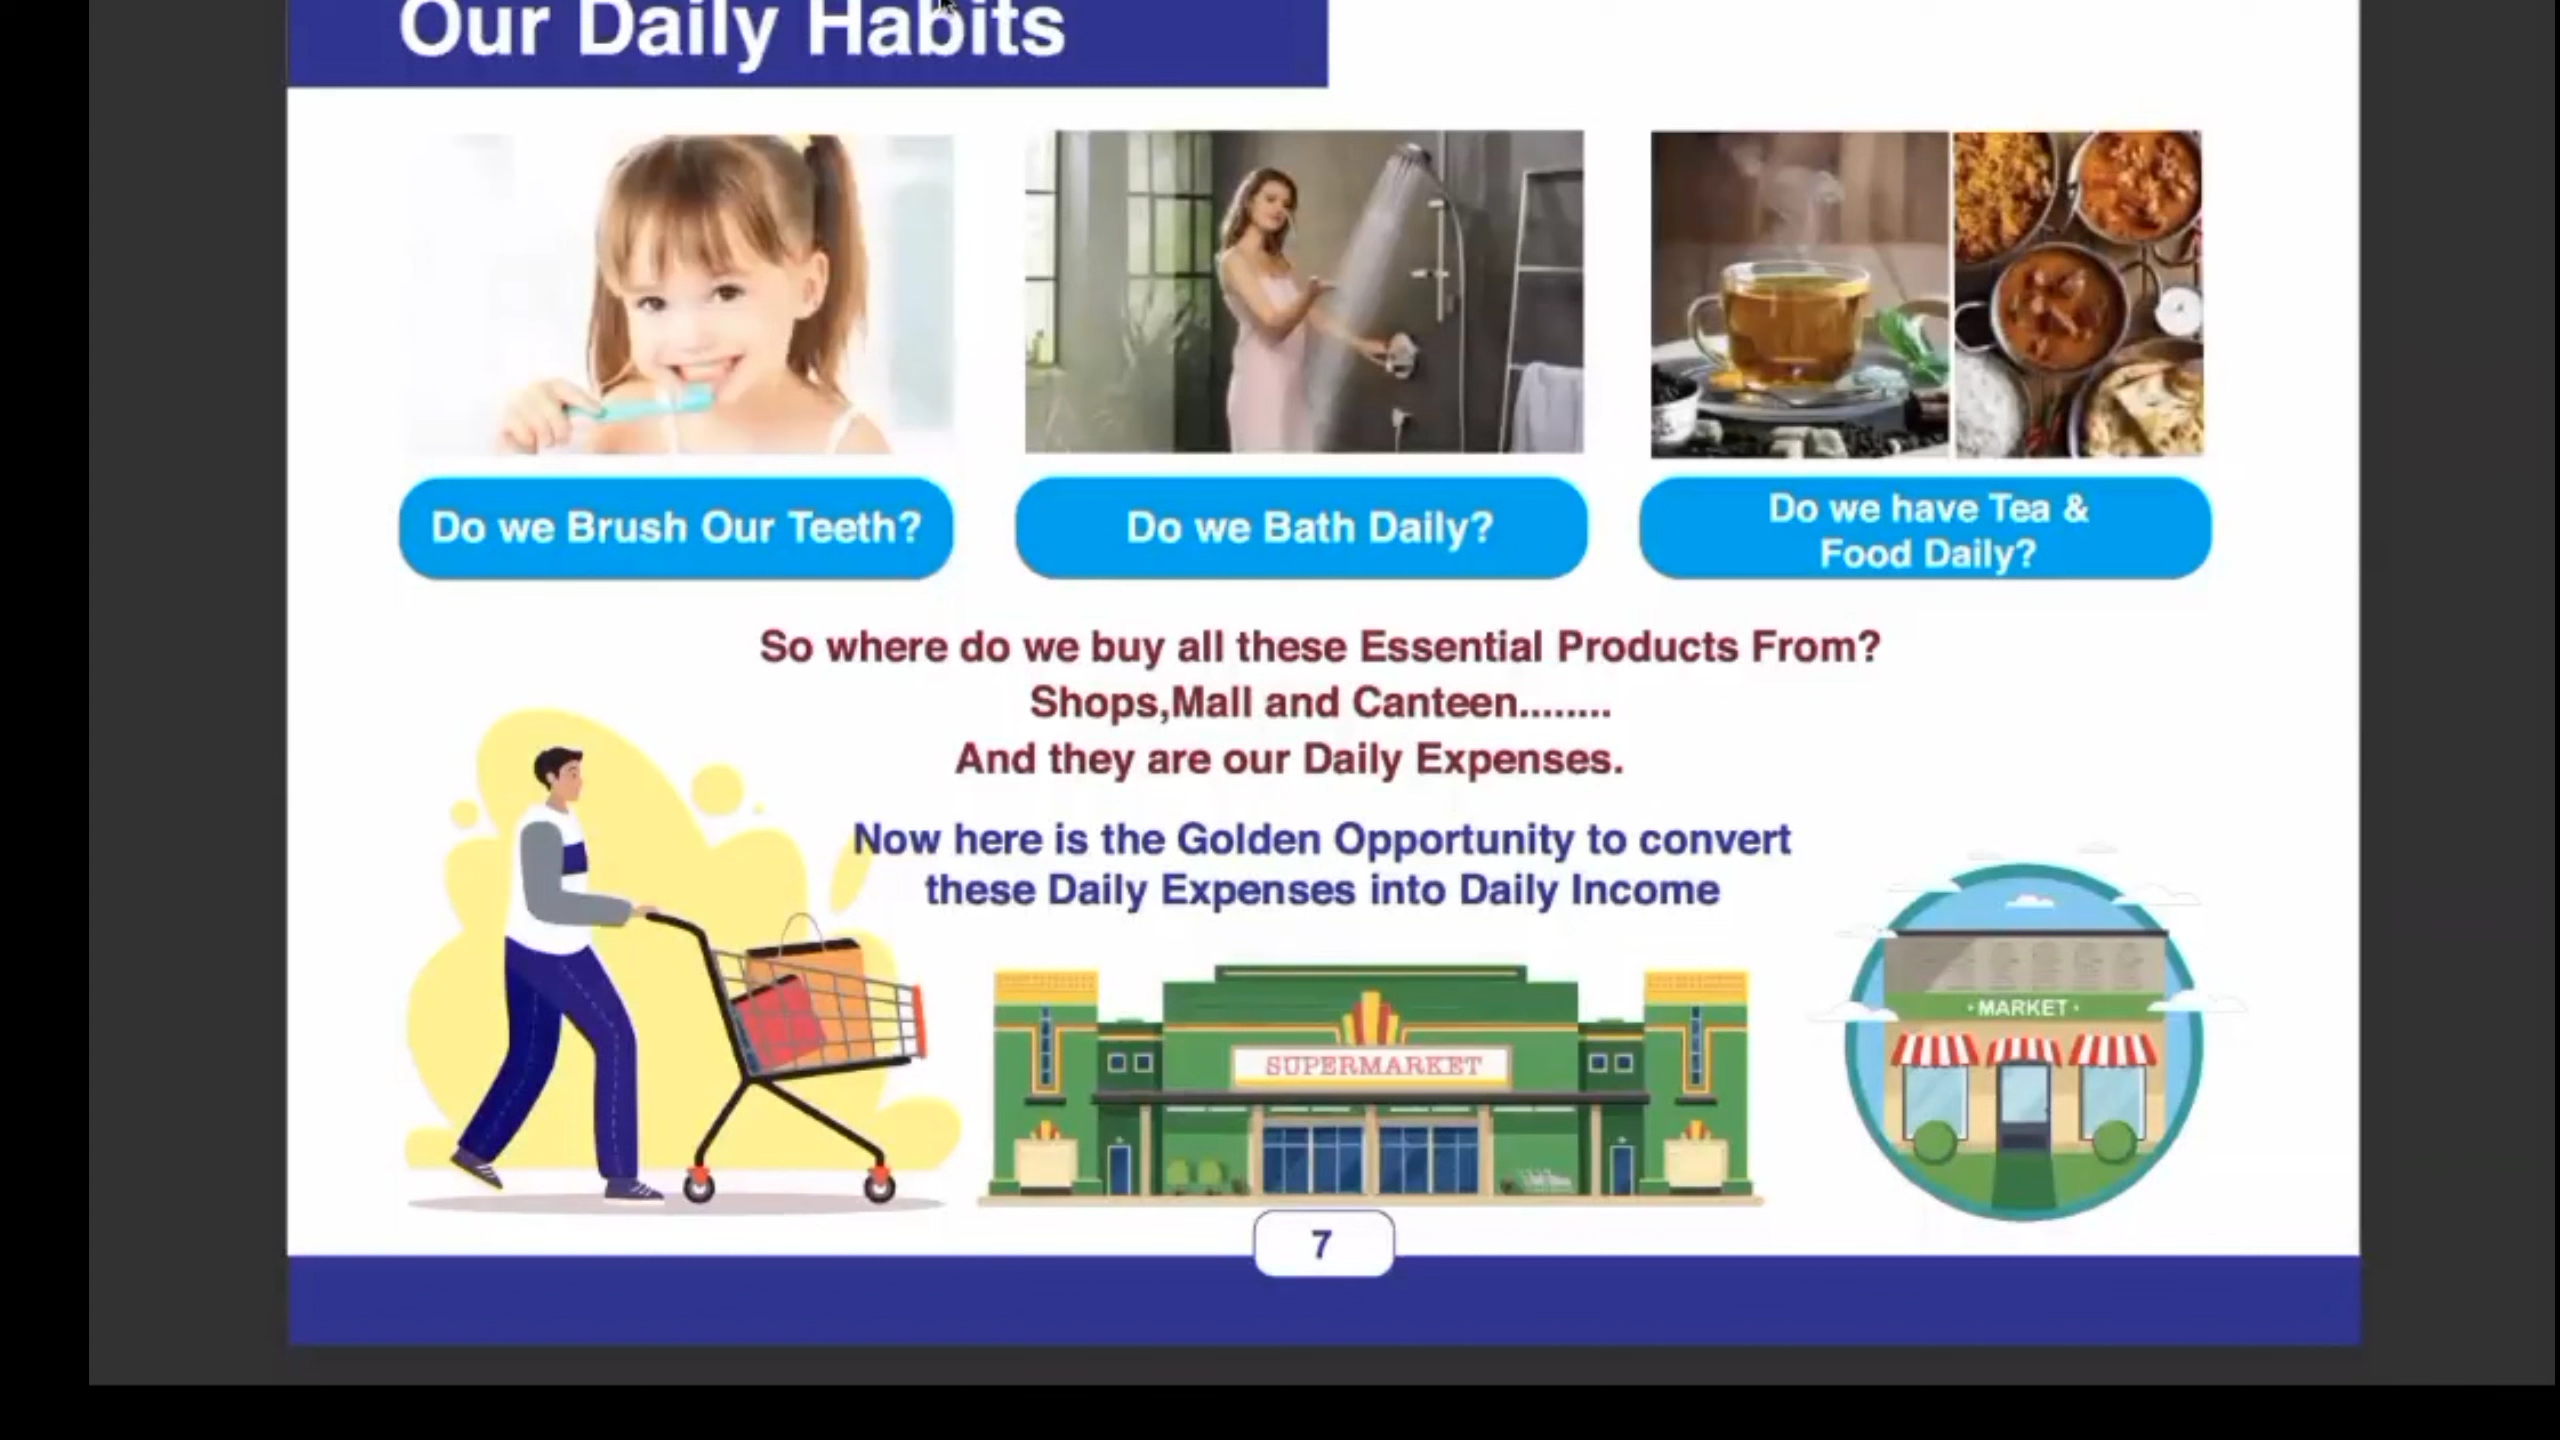 Our Daily Habits
Do we Brush Our Teeth?
Do we Bath Daily?
Do we have Tea &
Food Daily?
So where do we buy all these Essential Products From?
Shops,Mall and Canteen........
And they are our Daily Expenses.
Now here is the Golden Opportunity to convert
these Daily Expenses into Daily Income
SUPERMARKET
· MARKET ·
7